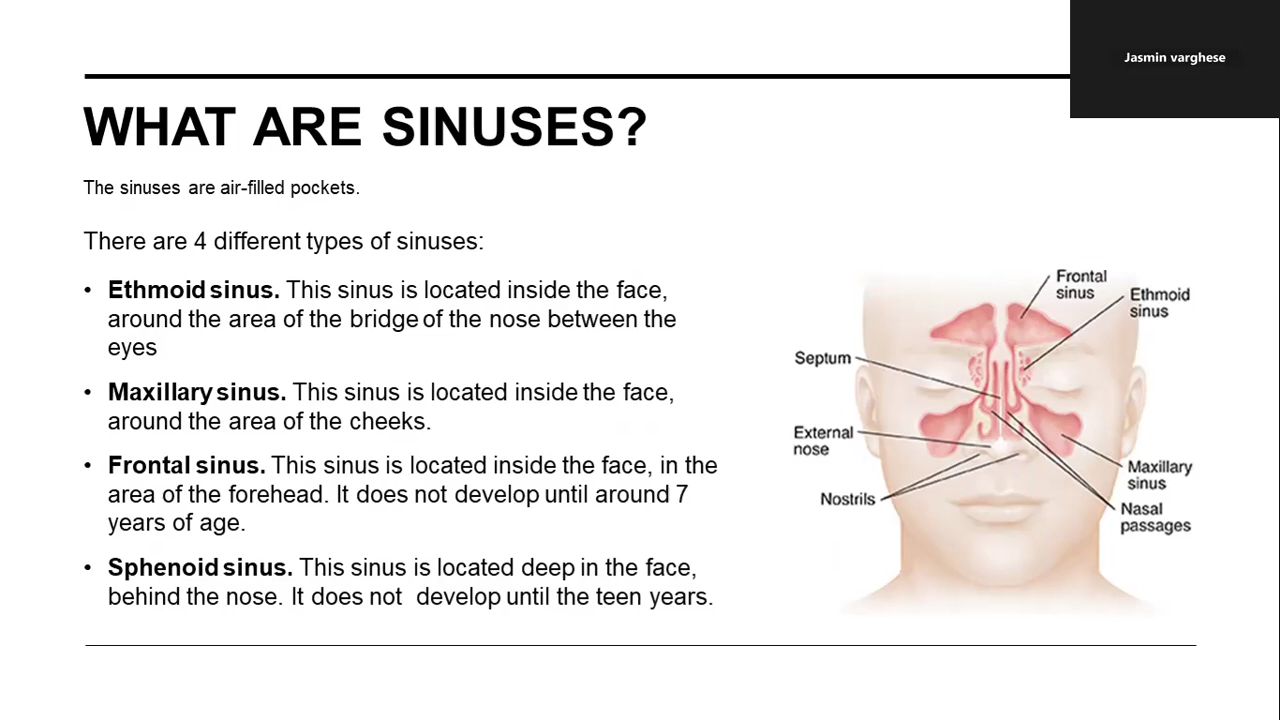 Jasmin varghese
WHAT ARE SINUSES?
The sinuses are air-filled pockets.
There are 4 different types of sinuses:
• Ethmoid sinus. This sinus is located inside the face,
around the area of the bridge of the nose between the
eyes
• Maxillary sinus. This sinus is located inside the face,
around the area of the cheeks.
• Frontal sinus. This sinus is located inside the face, in the
area of the forehead. It does not develop until around 7
years of age.
• Sphenoid sinus. This sinus is located deep in the face,
behind the nose. It does not develop until the teen years.
Frontal
sinus
Ethmoid
sinus
Septum
External
nose
Nostrils
Maxillary
sinus
Nasal
passages